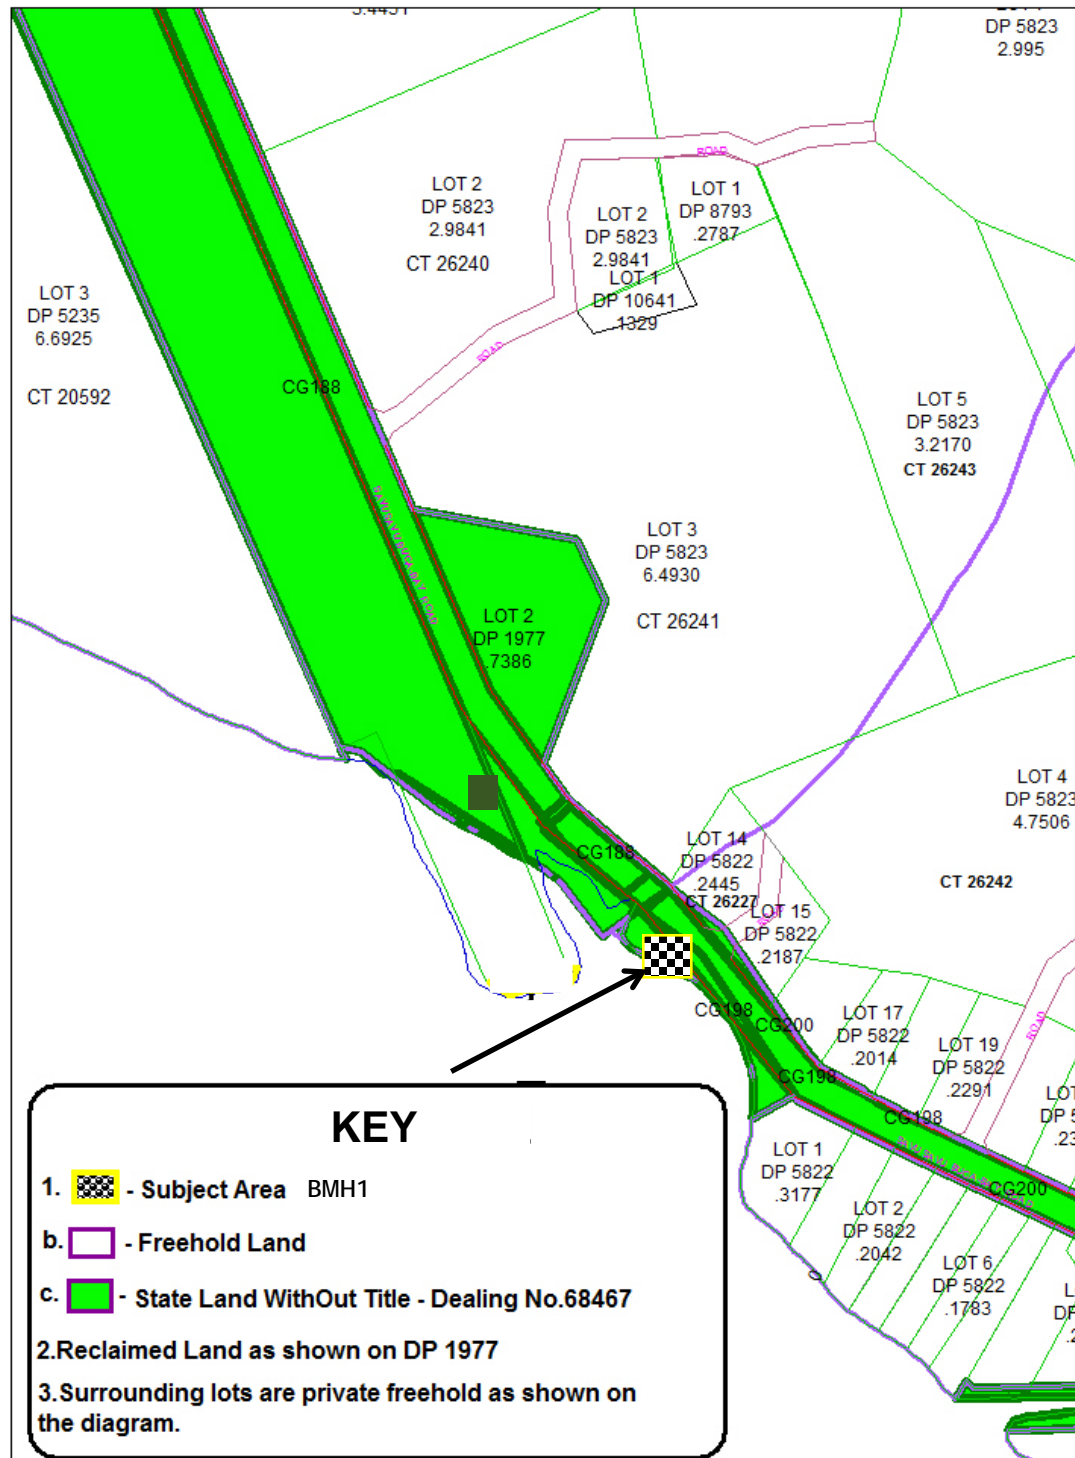 DP 5823
2.995
ROAD
LOT 2
DP 5823
2.9841
CT 26240
LOT 1
DP 8793
.2787
LOT 2
DP 5823
2.9841
LOT 1
DP 10641
.1329
ROAD
LOT 3
DP 5235
6.6925
CT 20592
CG188
LOT 5
DP 5823
3.2170
CT 26243
LOT 3
DP 5823
6.4930
CT 26241
LOT 2
DP 1977
.7386
LOT 4
DP 5823
4.7506
CT 26242
CG188
LOT 14
DP 5822
.2445
CT 26227
LOT 15
DP 5822
.2187
CG198
CG200
LOT 17
DP 5822
.2014
LOT 19
DP 5822
.2291
ROAD
CG198
CG198
CG200
LOT 1
DP 5822
.3177
LOT 2
DP 5822
.2042
LOT 6
DP 5822
.1783
KEY
1. - Subject Area BMH1
b. - Freehold Land
c. - State Land WithOut Title - Dealing No.68467
2.Reclaimed Land as shown on DP 1977
3.Surrounding lots are private freehold as shown on
the diagram.